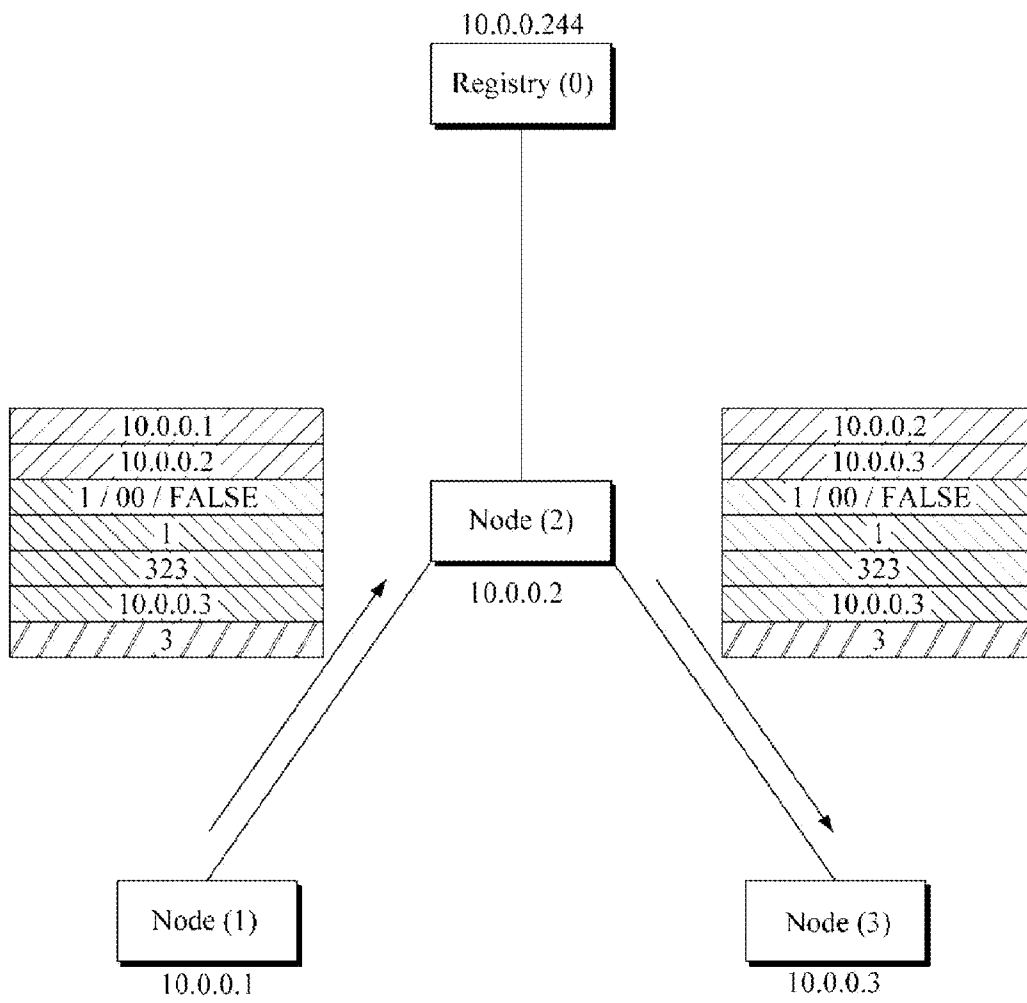 10.0.0.244
Registry (0)
10.0.0.1
10.0.0.2
1 / 00 / FALSE
1
323
10.0.0.3
3
Node (2)
10.0.0.2
10.0.0.2
10.0.0.3
1 / 00 / FALSE
1
323
10.0.0.3
3
Node (1)
10.0.0.1
Node (3)
10.0.0.3